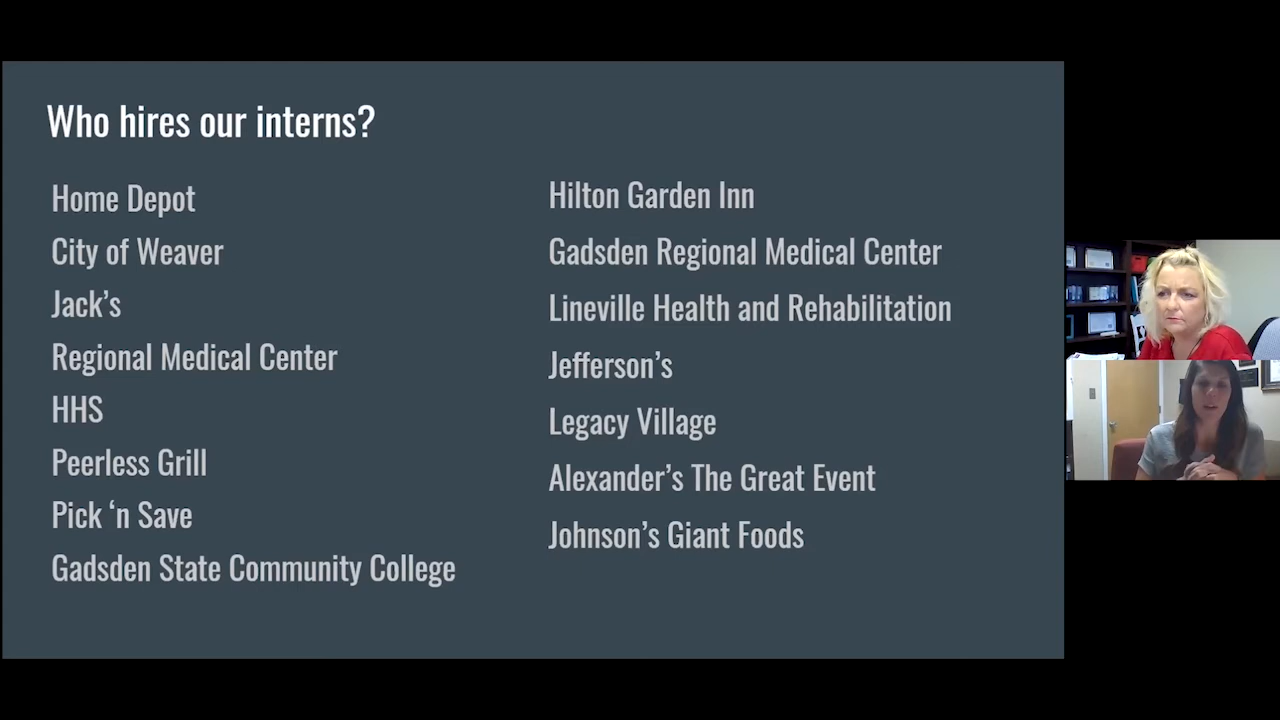 Who hires our interns?
Home Depot
City of Weaver
Jack’s
Regional Medical Center
HHS
Peerless Grill
Pick ‘n Save
Gadsden State Community College
Hilton Garden Inn
Gadsden Regional Medical Center
Lineville Health and Rehabilitation
Jefferson’s
Legacy Village
Alexander’s The Great Event
Johnson’s Giant Foods